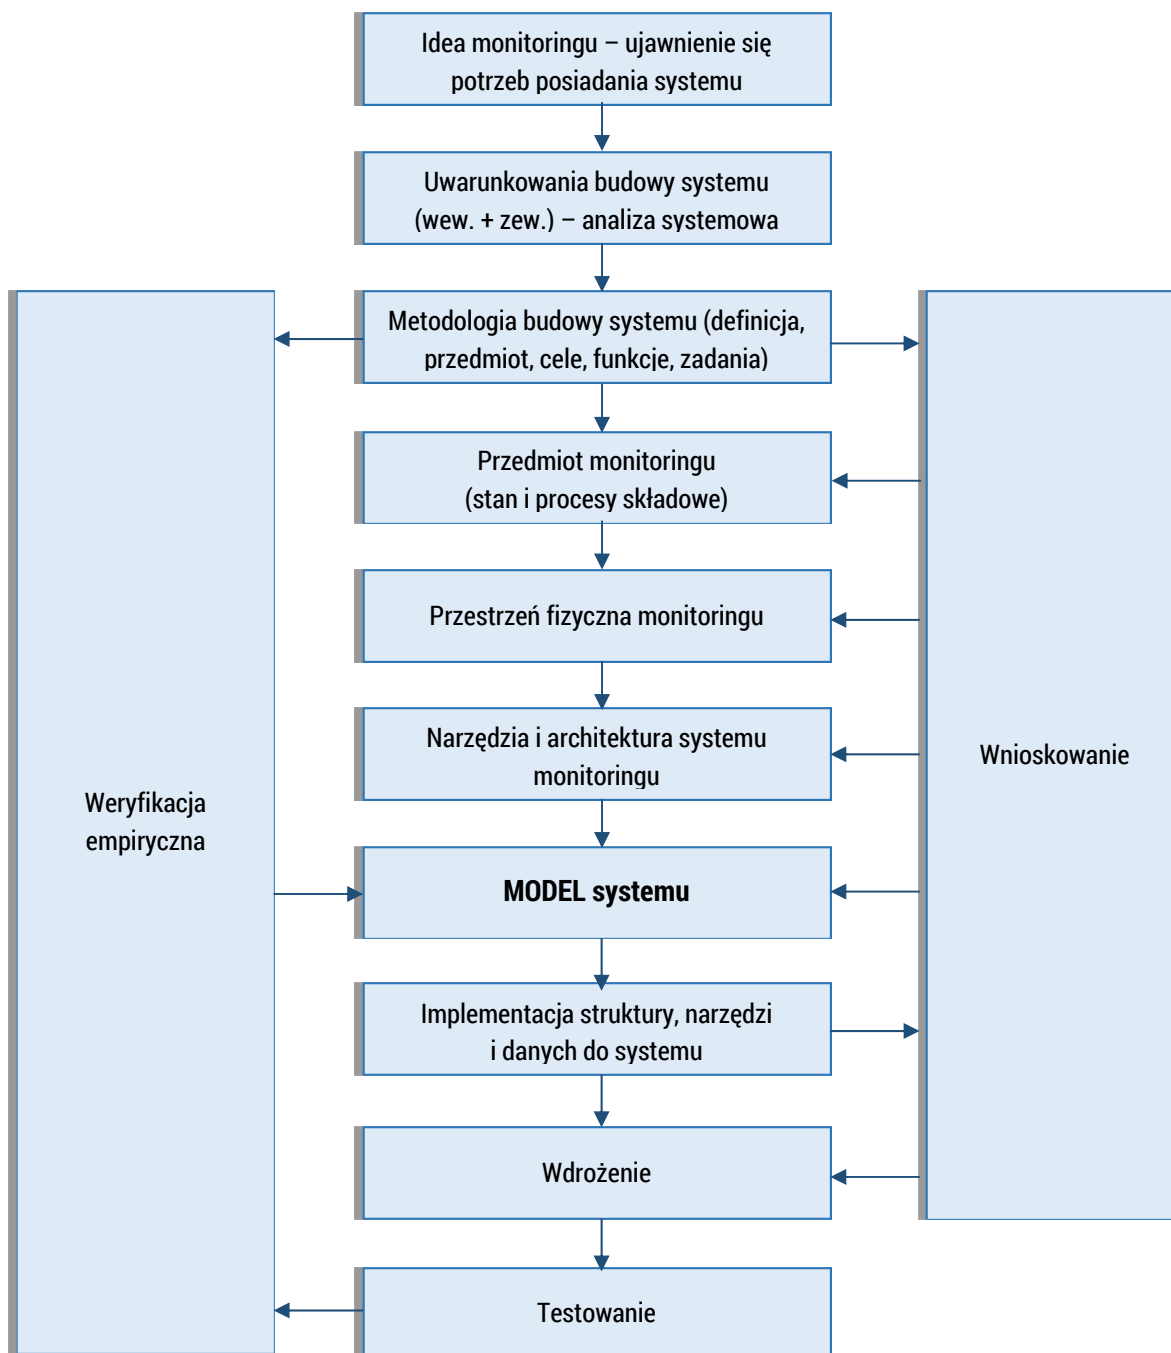 Idea monitoringu – ujawnienie się
potrzeb posiadania systemu
Uwarunkowania budowy systemu
(wew. + zew.) – analiza systemowa
Metodologia budowy systemu (definicja,
przedmiot, cele, funkcje, zadania)
Przedmiot monitoringu
(stan i procesy składowe)
Przestrzeń fizyczna monitoringu
Narzędzia i architektura systemu
monitoringu
Wnioskowanie
Weryfikacja
empiryczna
MODEL systemu
Implementacja struktury, narzędzi
i danych do systemu
Wdrożenie
Testowanie